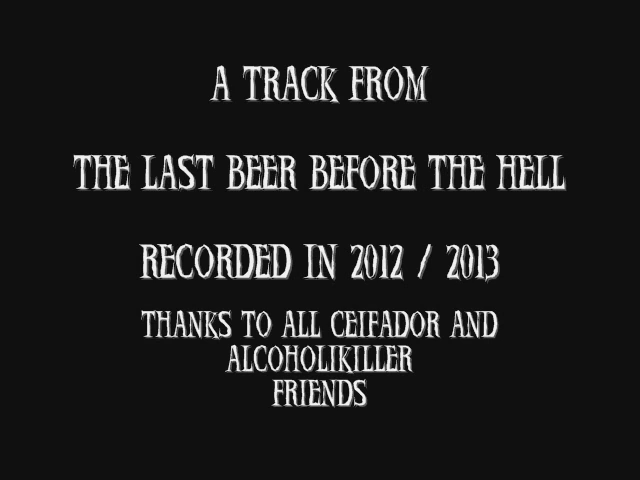 A TRACK FROM
THE LAST BEER BEFORE THE HELL
RECORDED IN 2012 / 2013
THANKS TO ALL CEIFADOR AND
ALCOHOLIKILLER
FRIENDS